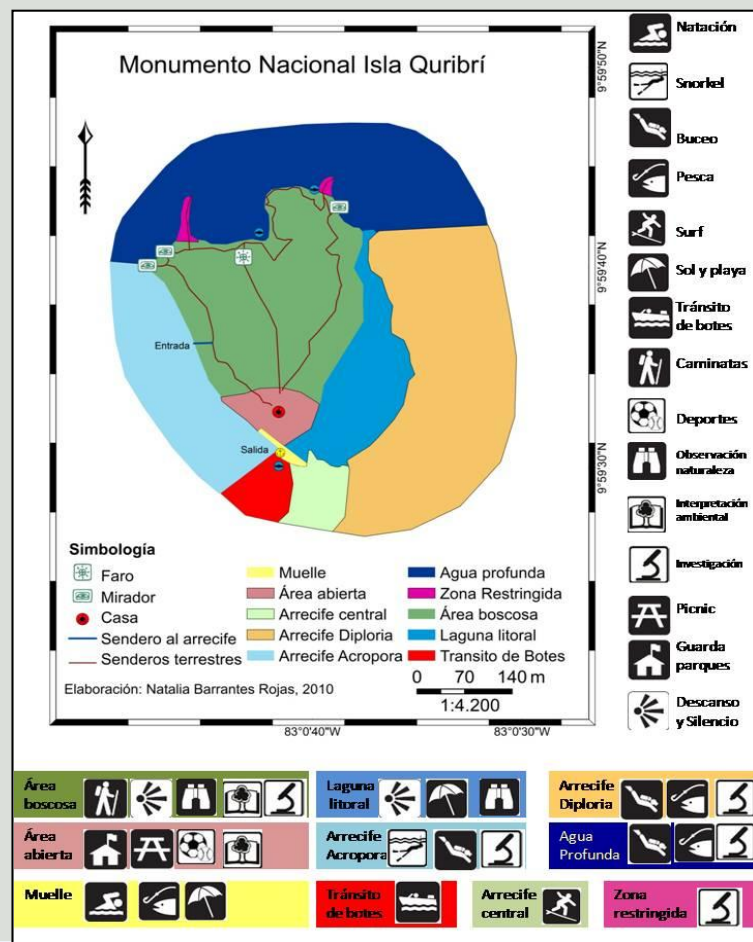 Monumento Nacional Isla Quribrí
9°59'50"N
9°59'40"N
9°59'30"N
Entrada
Salida
Simbología
Faro
Mirador
Casa
Sendero al arrecife
Senderos terrestres
Muelle
Área abierta
Arrecife central
Arrecife Diploria
Arrecife Acropora
Agua profunda
Zona Restringida
Área boscosa
Laguna litoral
Transito de Botes
Elaboración: Natalia Barrantes Rojas, 2010
0 70 140 m
1:4.200
83°0'40"W
83°0'30"W
Natación
Snorkel
Buceo
Pesca
Surf
Sol y playa
Tránsito
de botes
Caminatas
Deportes
Observación
naturaleza
Interpretación
ambiental
Investigación
Picnic
Guarda
parques
Descanso
y Silencio
Área
boscosa
Laguna
litoral
Arrecife
Diploria
Área
abierta
Arrecife
Acropora
Agua
Profunda
Muelle
Tránsito
de botes
Arrecife
central
Zona
restringida